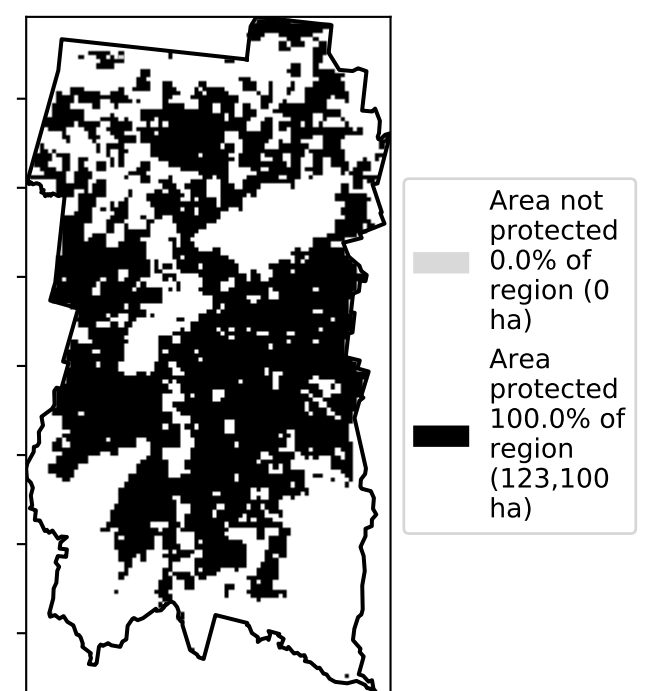 Area not
protected
0.0% of
region (0
ha)
Area
protected
100.0% of
region
(123,100
ha)